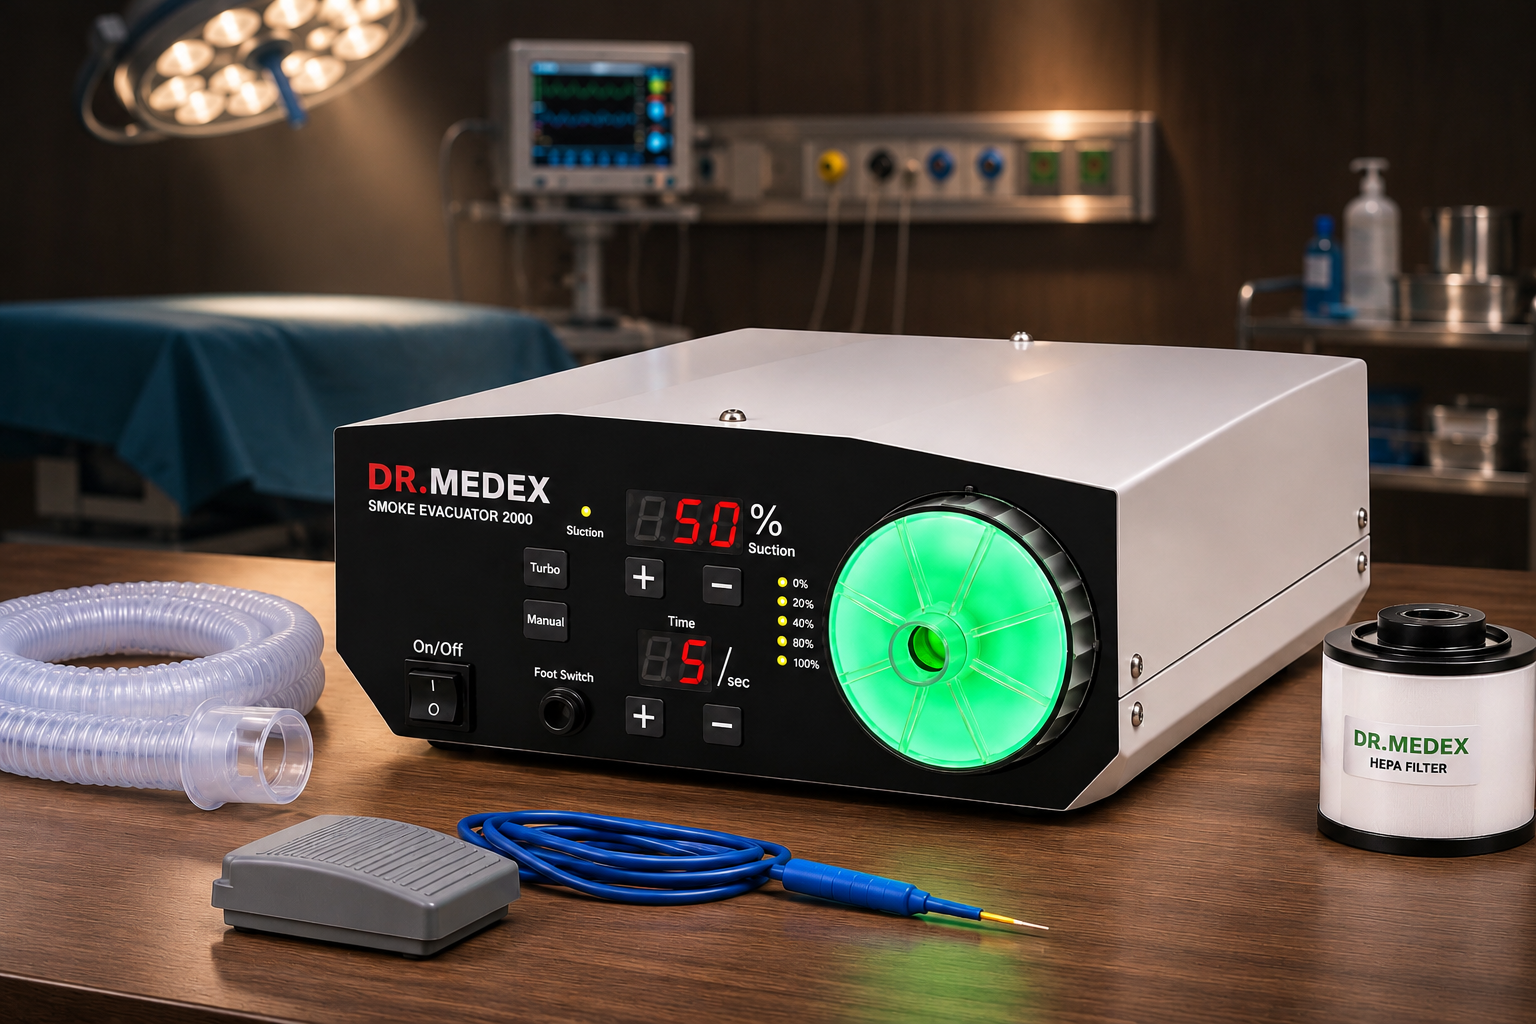 DR.MEDEX
SMOKE EVACUATOR 2000
Sluction
50%
Suction
Turbo
+
−
0%
20%
40%
80%
100%
Manual
Time
5/sec
+
−
On/Off
I
O
Foot Switch
DR.MEDEX
HEPA FILTER